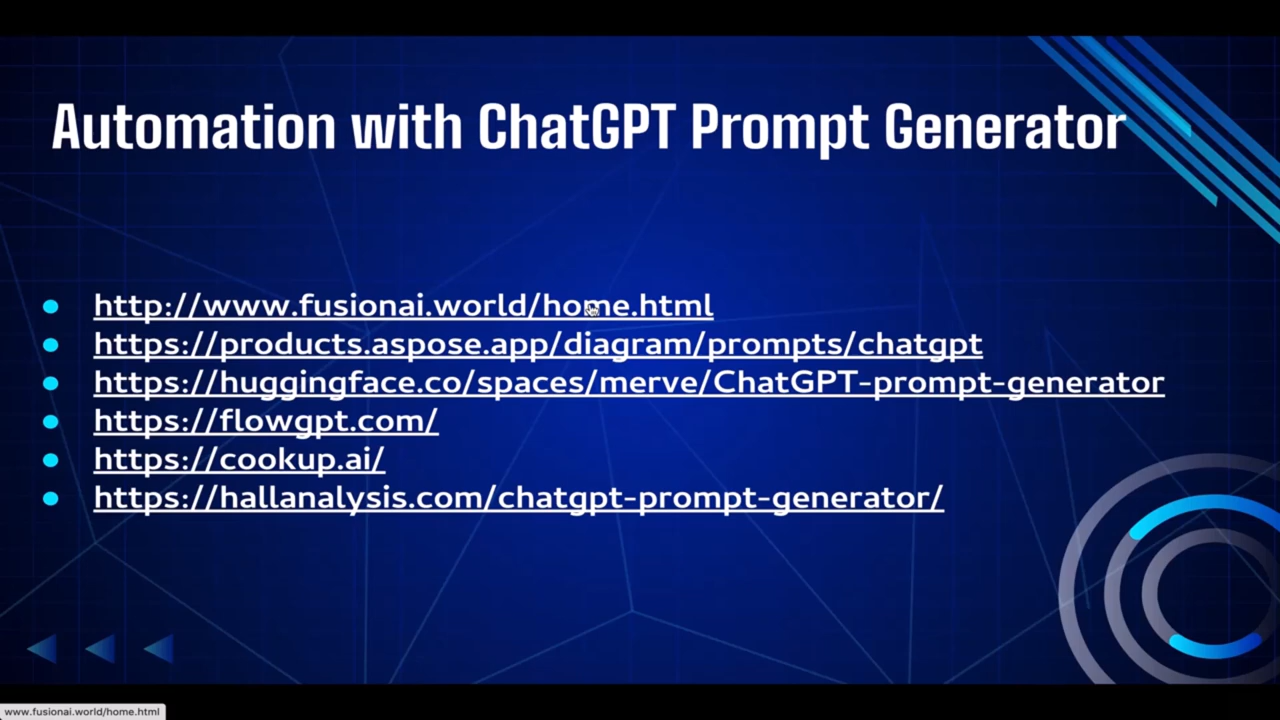 Automation with ChatGPT Prompt Generator
http://www.fusionai.world/home.html
https://products.aspose.app/diagram/prompts/chatgpt
https://huggingface.co/spaces/merve/ChatGPT-prompt-generator
https://flowgpt.com/
https://cookup.ai/
https://hallanalysis.com/chatgpt-prompt-generator/
www.fusionai.world/home.html